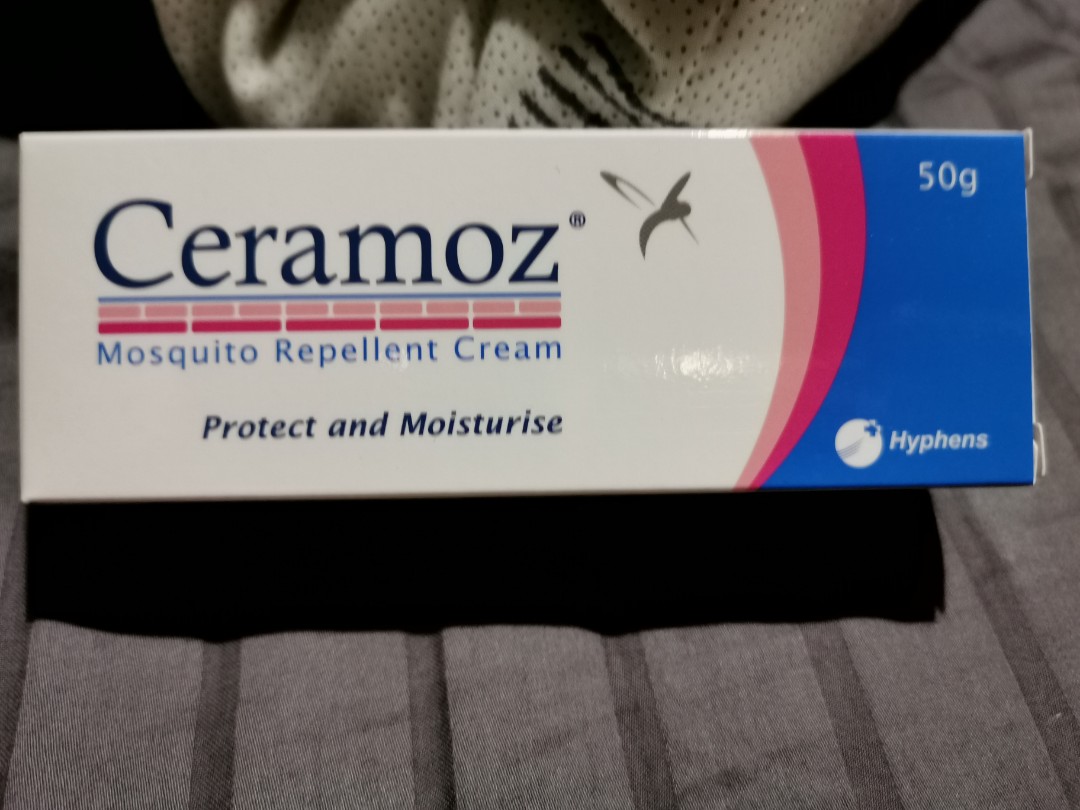 Ceramoz®
Mosquito Repellent Cream
Protect and Moisturise
50g
Hyphens